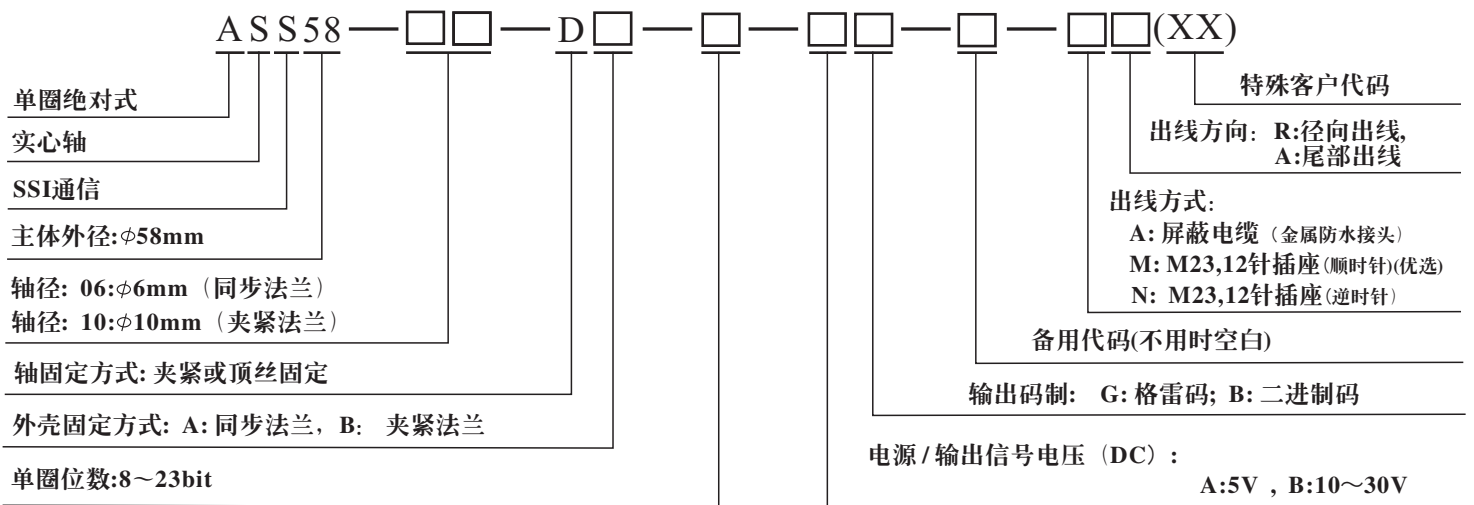 ASS58—□□—D□—□—□□—□—□□(XX)
单圈绝对式
实心轴
SSI通信
主体外径:φ58mm
轴径: 06:φ6mm（同步法兰）
轴径: 10:φ10mm（夹紧法兰）
轴固定方式: 夹紧或顶丝固定
外壳固定方式: A: 同步法兰, B: 夹紧法兰
单圈位数:8～23bit
特殊客户代码
出线方向: R:径向出线,
A:尾部出线
出线方式:
A: 屏蔽电缆（金属防水接头）
M: M23,12针插座(顺时针)(优选)
N: M23,12针插座(逆时针）
备用代码(不用时空白)
输出码制: G: 格雷码; B: 二进制码
电源 / 输出信号电压（DC）:
A:5V , B:10～30V